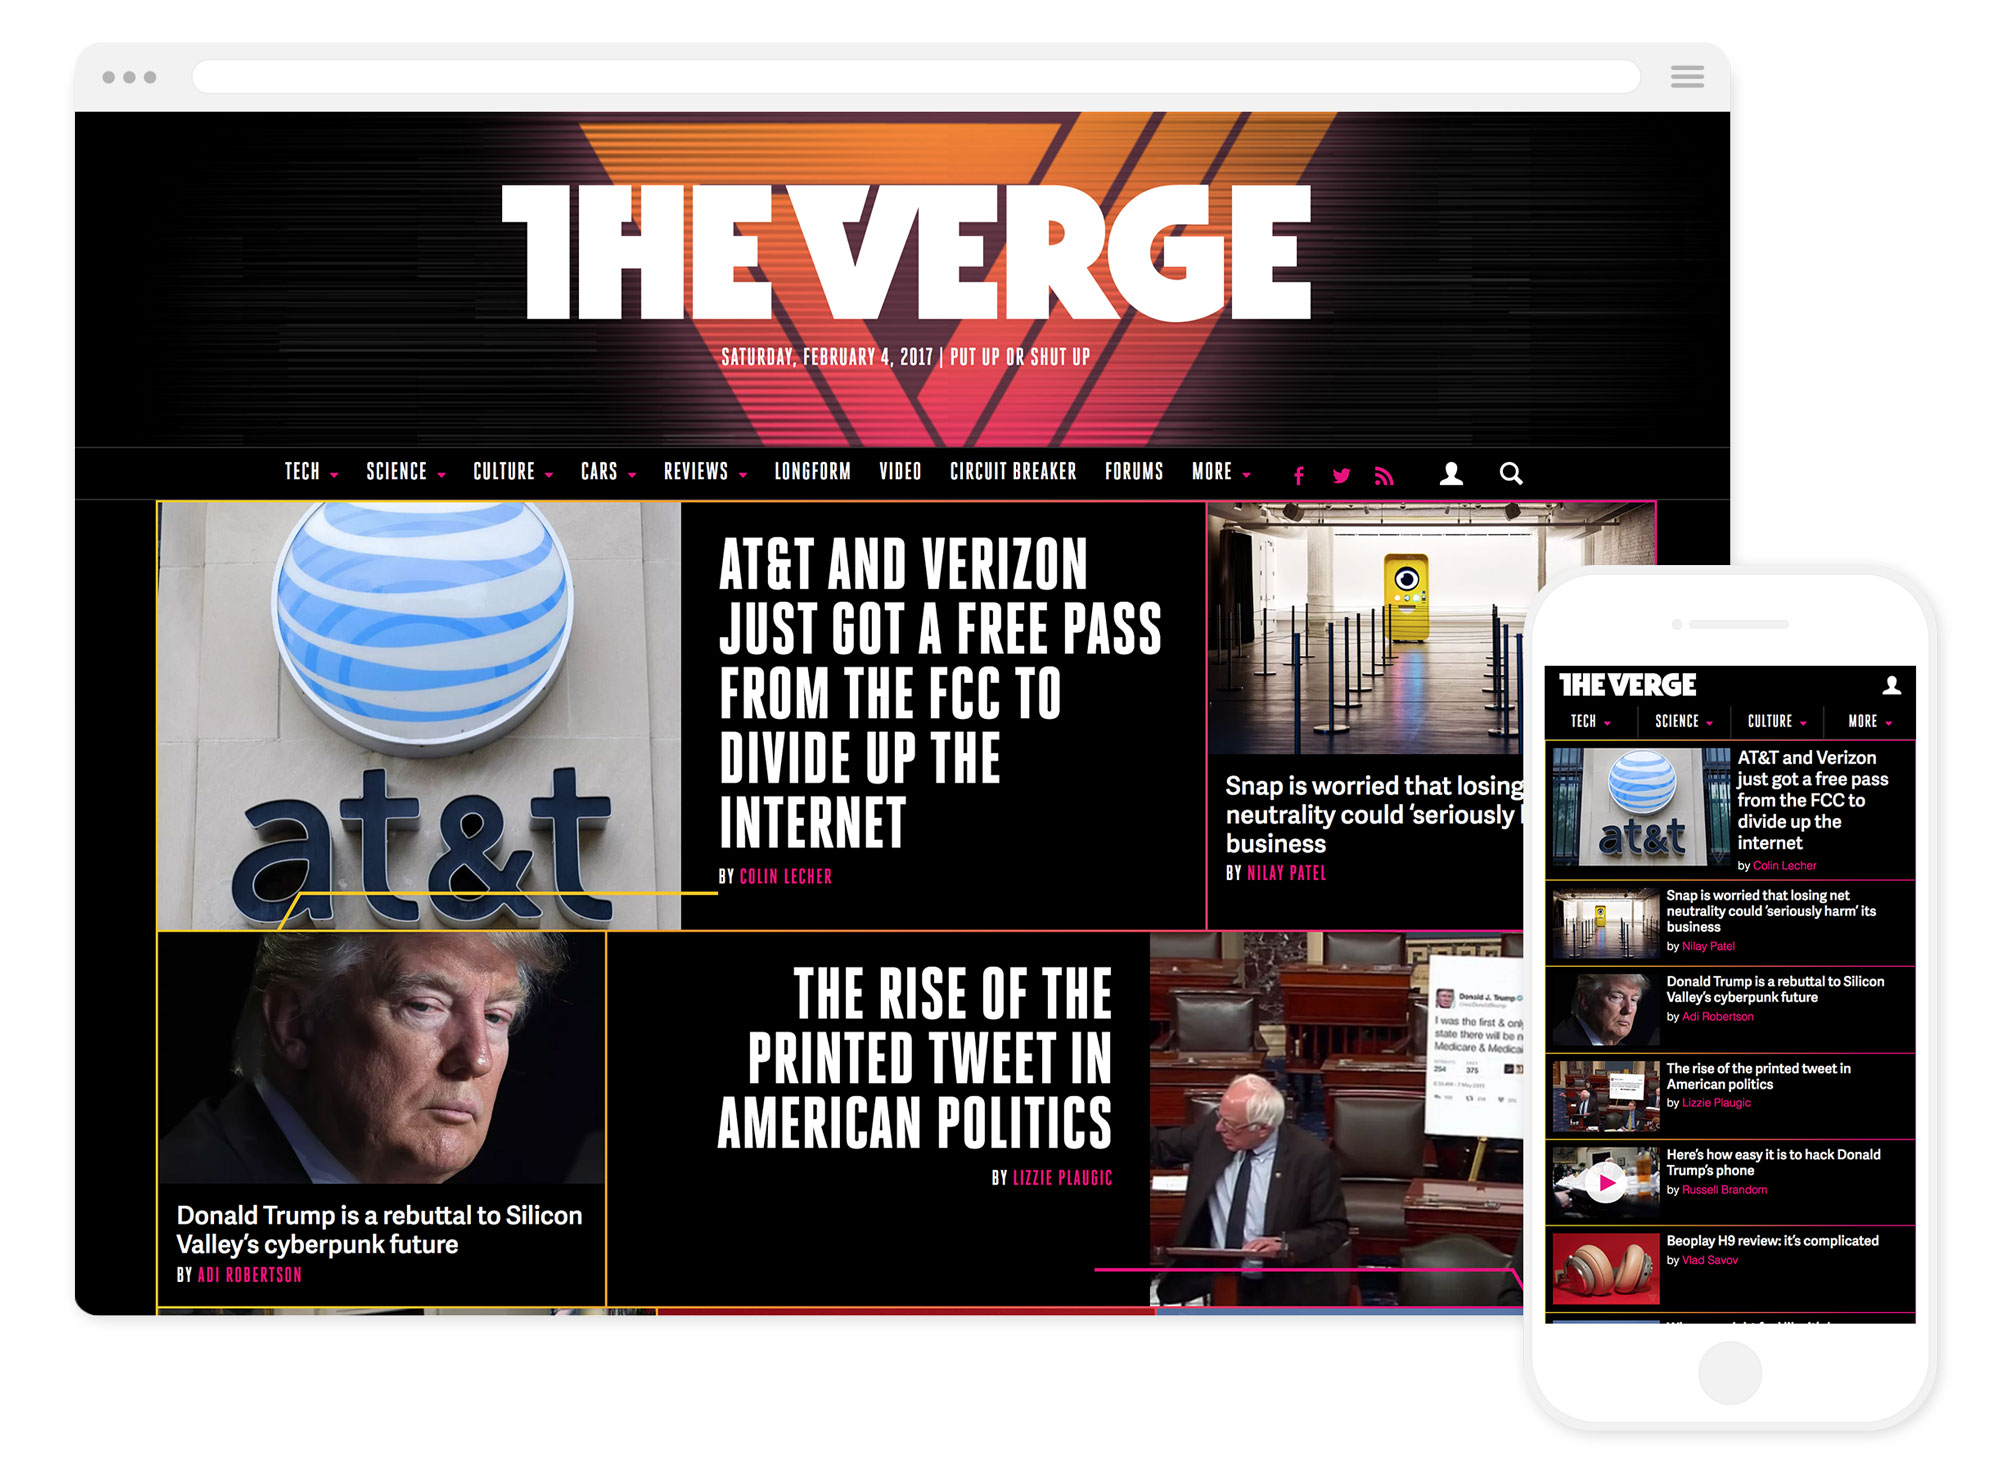 THE VERGE
SATURDAY, FEBRUARY 4, 2017 | PUT UP OR SHUT UP
TECH SCIENCE CULTURE CARS REVIEWS LONGFORM VIDEO CIRCUIT BREAKER FORUMS MORE
at&t
AT&T AND VERIZON
JUST GOT A FREE PASS
FROM THE FCC TO
DIVIDE UP THE
INTERNET
BY COLIN LECHER
Snap is worried that losing
neutrality could ‘seriously
business
BY NILAY PATEL
Donald Trump is a rebuttal to Silicon
Valley’s cyberpunk future
BY ADI ROBERTSON
THE RISE OF THE
PRINTED TWEET IN
AMERICAN POLITICS
BY LIZZIE PLAUGIC
Donald J. Trump
I was the first & only
state there will be n
Medicare & Medicai
254 375
THE VERGE
TECH SCIENCE CULTURE MORE
at&t
AT&T and Verizon
just got a free pass
from the FCC to
divide up the
internet
by Colin Lecher
Snap is worried that losing net
neutrality could ‘seriously harm’ its
business
by Nilay Patel
Donald Trump is a rebuttal to Silicon
Valley’s cyberpunk future
by Adi Robertson
The rise of the printed tweet in
American politics
by Lizzie Plaugic
Here’s how easy it is to hack Donald
Trump’s phone
by Russell Brandom
Beoplay H9 review: it’s complicated
by Vlad Savov